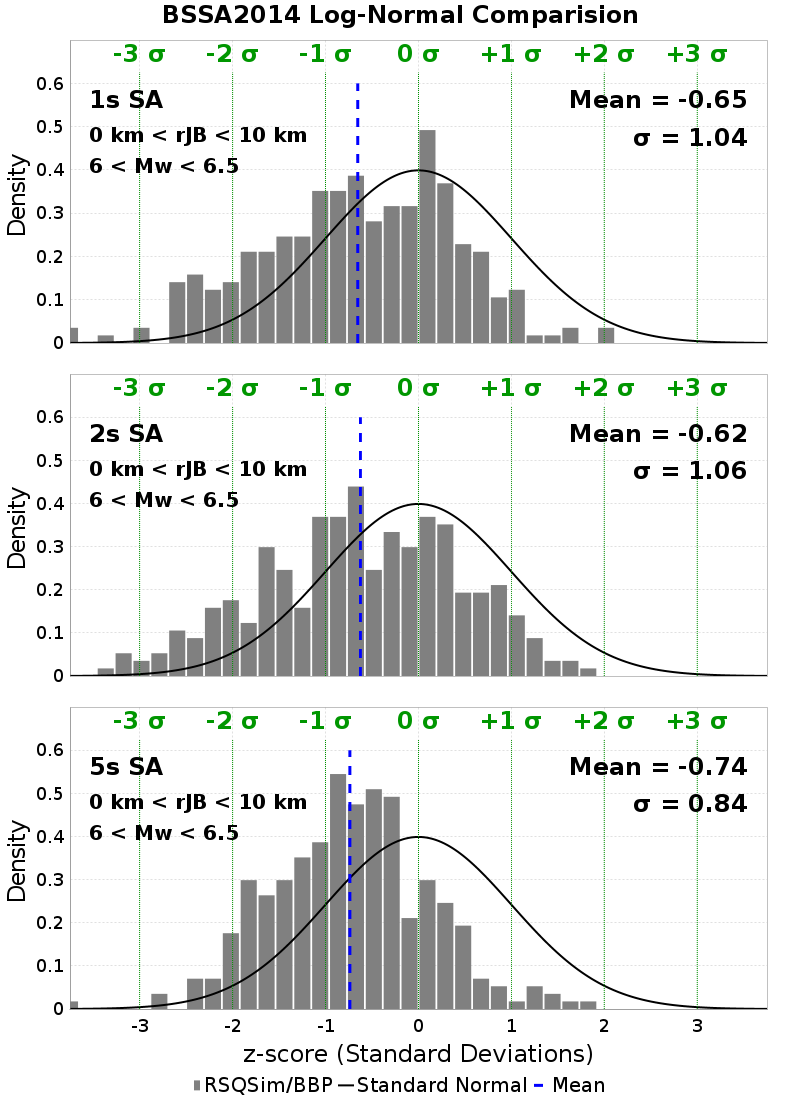 BSSA2014 Log-Normal Comparision
-3 σ -2 σ -1 σ 0 σ +1 σ +2 σ +3 σ
1s SA
0 km < rJB < 10 km
6 < Mw < 6.5
Mean = -0.65
σ = 1.04
Density
0.6
0.5
0.4
0.3
0.2
0.1
0
-3 σ -2 σ -1 σ 0 σ +1 σ +2 σ +3 σ
2s SA
0 km < rJB < 10 km
6 < Mw < 6.5
Mean = -0.62
σ = 1.06
Density
0.6
0.5
0.4
0.3
0.2
0.1
0
-3 σ -2 σ -1 σ 0 σ +1 σ +2 σ +3 σ
5s SA
0 km < rJB < 10 km
6 < Mw < 6.5
Mean = -0.74
σ = 0.84
Density
0.6
0.5
0.4
0.3
0.2
0.1
0
-3 -2 -1 0 1 2 3
z-score (Standard Deviations)
RSQSim/BBP Standard Normal Mean